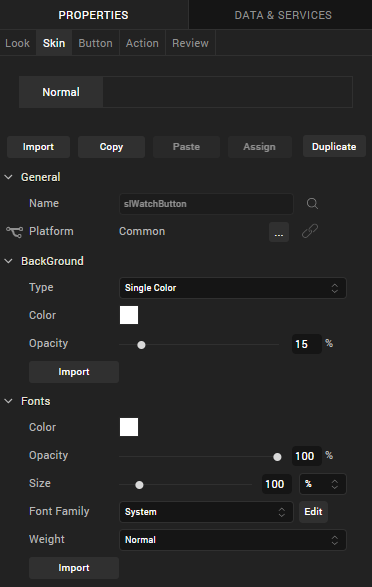 PROPERTIES DATA & SERVICES
Look Skin Button Action Review
Normal
Import Copy Paste Assign Duplicate
General
Name slWatchButton
Platform Common ...
BackGround
Type Single Color
Color
Opacity 15 %
Import
Fonts
Color
Opacity 100 %
Size 100 %
Font Family System Edit
Weight Normal
Import